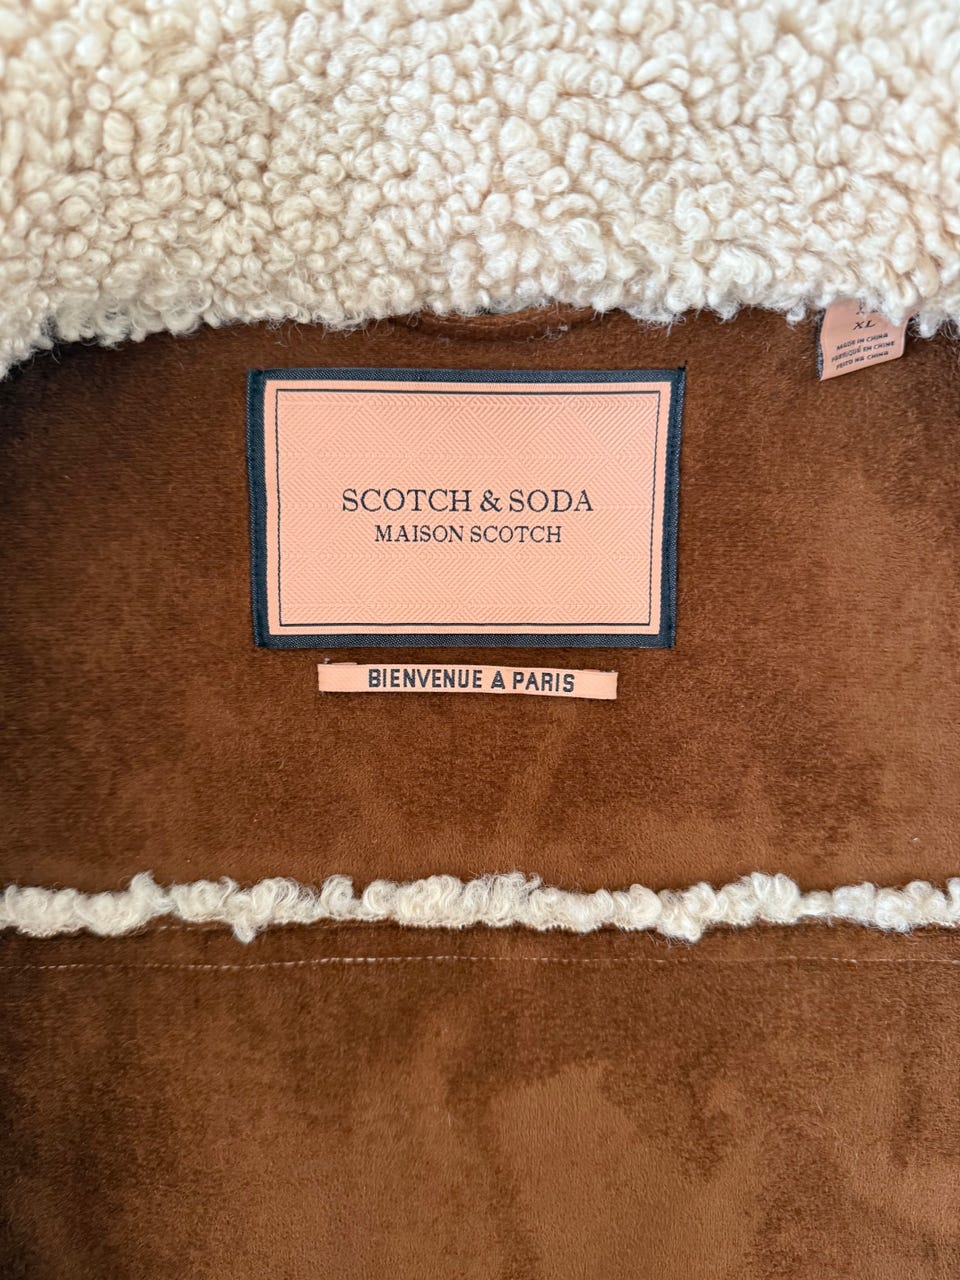 XL
MADE IN CHINA
FABRIQUÉ EN CHINE
FEITO NA CHINA
SCOTCH & SODA
MAISON SCOTCH
BIENVENUE A PARIS